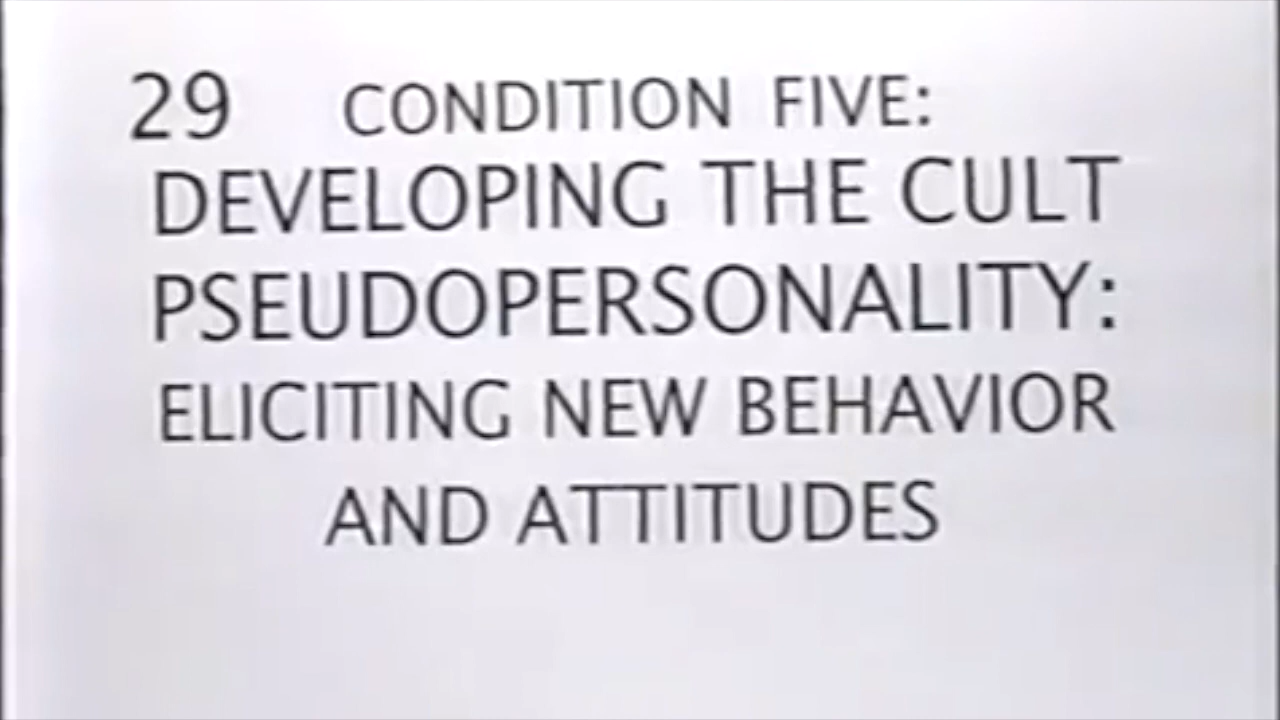 29 CONDITION FIVE:
DEVELOPING THE CULT
PSEUDOPERSONALITY:
ELICITING NEW BEHAVIOR
AND ATTITUDES